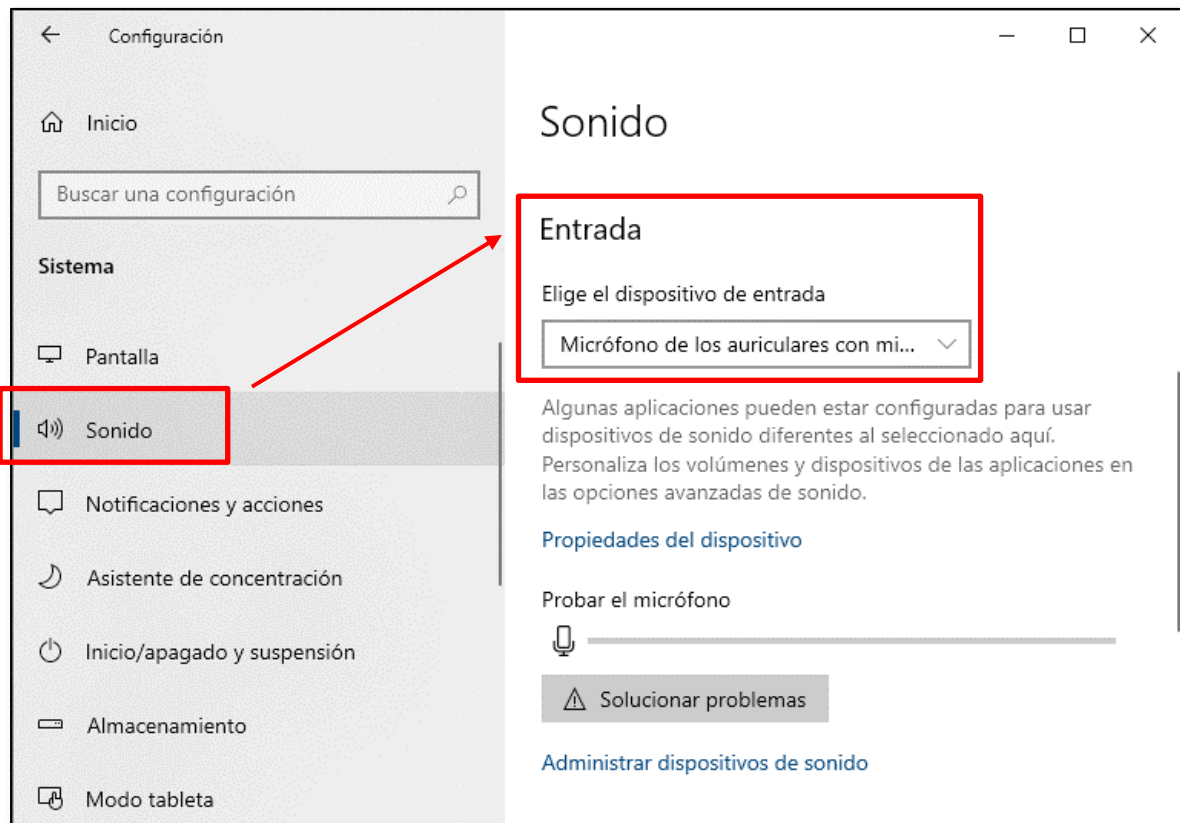 Configuración
Inicio
Buscar una configuración
Sistema
Pantalla
Sonido
Notificaciones y acciones
Asistente de concentración
Inicio/apagado y suspensión
Almacenamiento
Modo tableta
Sonido
Entrada
Elige el dispositivo de entrada
Micrófono de los auriculares con mi...
Algunas aplicaciones pueden estar configuradas para usar
dispositivos de sonido diferentes al seleccionado aquí.
Personaliza los volúmenes y dispositivos de las aplicaciones en
las opciones avanzadas de sonido.
Propiedades del dispositivo
Probar el micrófono
Solucionar problemas
Administrar dispositivos de sonido